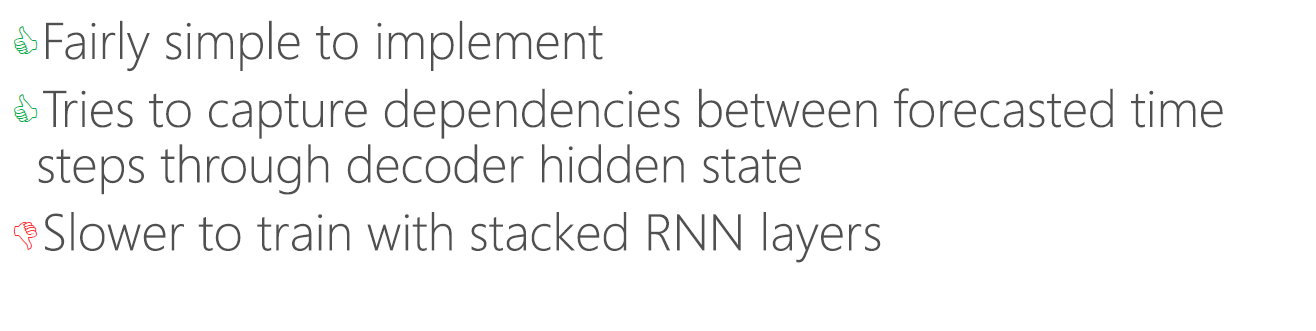 Fairly simple to implement
Tries to capture dependencies between forecasted time
steps through decoder hidden state
Slower to train with stacked RNN layers